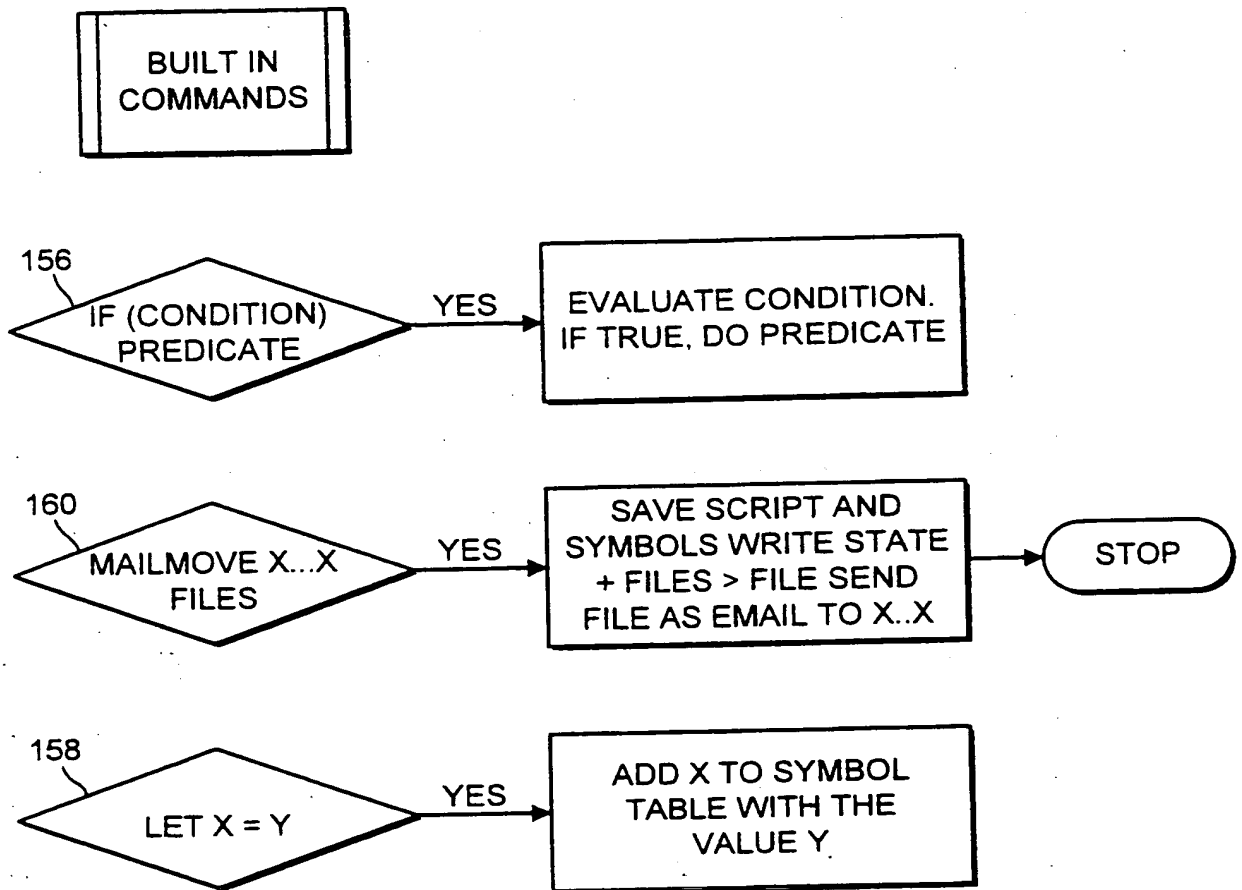 BUILT IN
COMMANDS
156
IF (CONDITION)
PREDICATE
YES
EVALUATE CONDITION.
IF TRUE, DO PREDICATE
160
MAILMOVE X...X
FILES
YES
SAVE SCRIPT AND
SYMBOLS WRITE STATE
+ FILES > FILE SEND
FILE AS EMAIL TO X..X
STOP
158
LET X = Y
YES
ADD X TO SYMBOL
TABLE WITH THE
VALUE Y